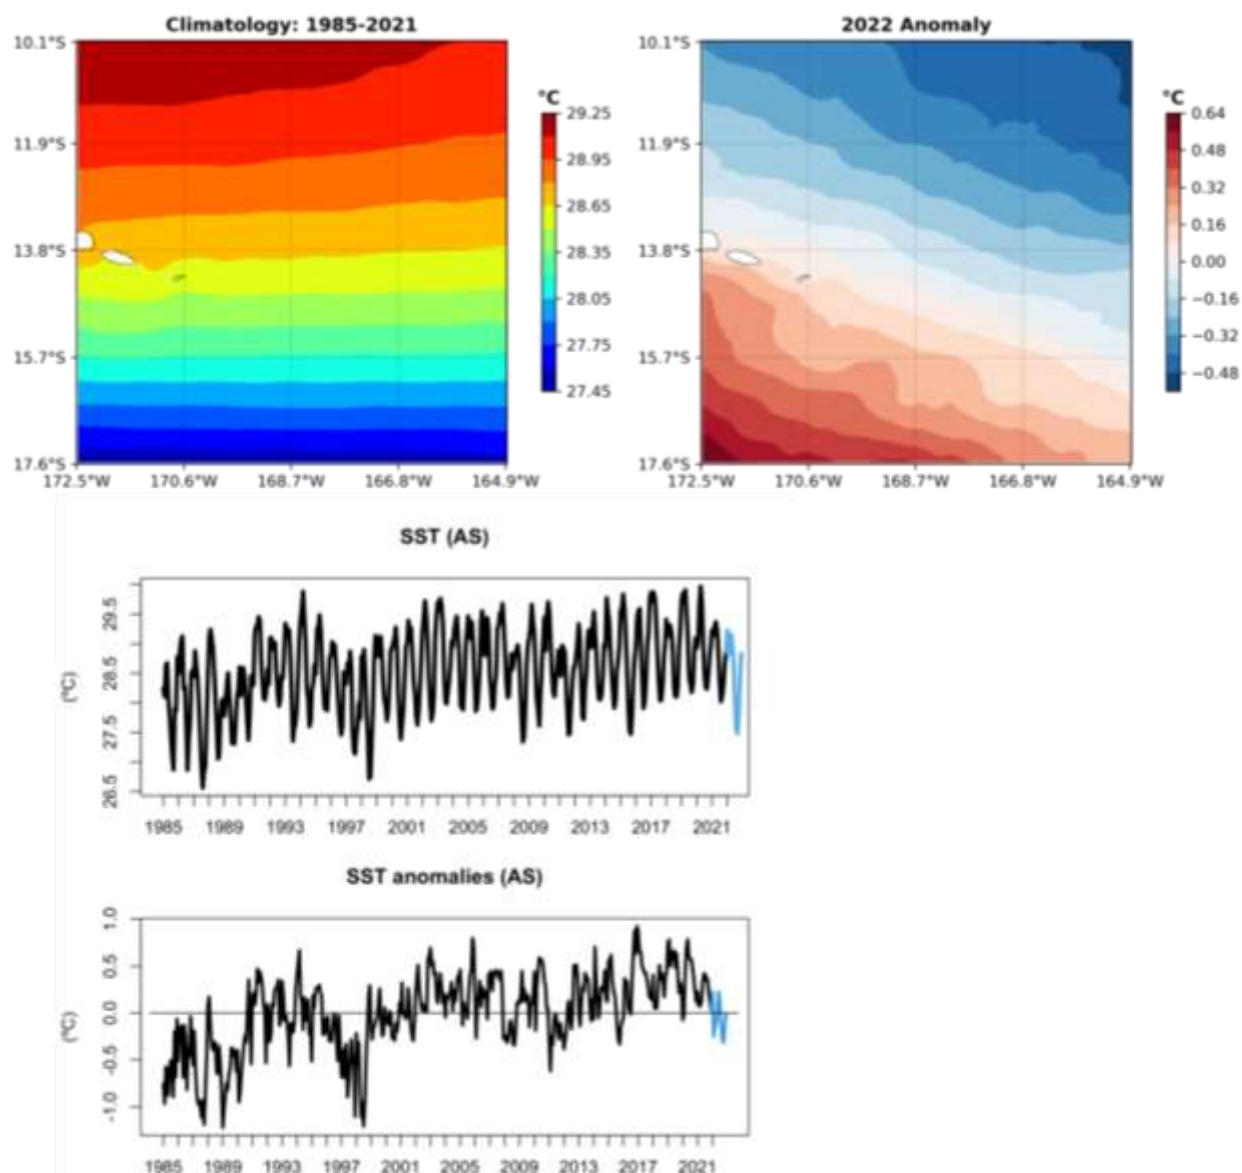 Climatology: 1985-2021
10.1°S
11.9°S
13.8°S
15.7°S
17.6°S
172.5°W 170.6°W 168.7°W 166.8°W 164.9°W
°C
29.25
28.95
28.65
28.35
28.05
27.75
27.45
2022 Anomaly
10.1°S
11.9°S
13.8°S
15.7°S
17.6°S
172.5°W 170.6°W 168.7°W 166.8°W 164.9°W
°C
0.64
0.48
0.32
0.16
0.00
−0.16
−0.32
−0.48
SST (AS)
(°C)
29.5
28.5
27.5
26.5
1985 1989 1993 1997 2001 2005 2009 2013 2017 2021
SST anomalies (AS)
(°C)
1.0
0.5
0.0
-0.5
-1.0
1985 1989 1993 1997 2001 2005 2009 2013 2017 2021